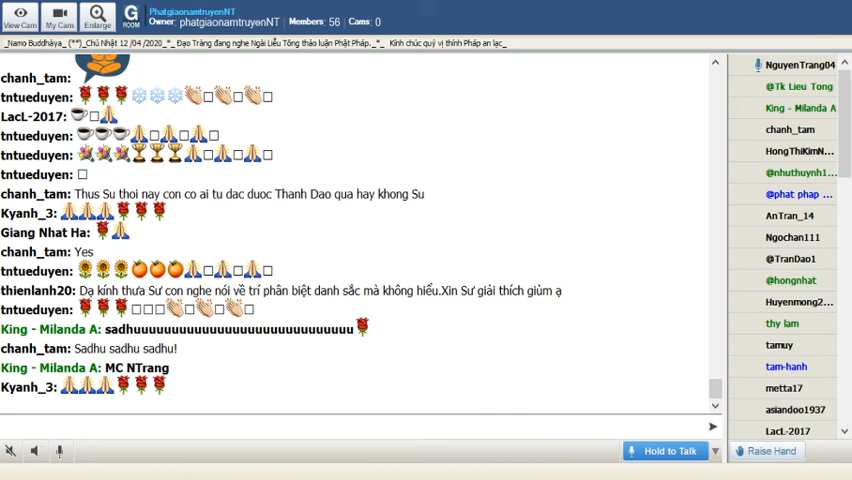 View Cam
My Cam
Enlarge
G
ROOM
PhatgiaonamtruyenNT
Owner: phatgiaonamtruyenNT Members: 56 Cams: 0
_Namo Buddhàya_ (**)_Chủ Nhật 12 /04 /2020_*_ Đạo Tràng đang nghe Ngài Liễu Tông thảo luận Phật Pháp._*_ Kính chúc quý vị thính Pháp an lạc_
chanh_tam:
tntueduyen:
LacL-2017:
tntueduyen:
tntueduyen:
tntueduyen:
chanh_tam: Thus Su thoi nay con co ai tu dac duoc Thanh Dao qua hay khong Su
Kyanh_3:
Giang Nhat Ha:
chanh_tam: Yes
tntueduyen:
thienlanh20: Dạ kính thưa Sư con nghe nói về trí phân biệt danh sắc mà không hiểu.Xin Sư giải thích giùm ạ
tntueduyen:
King - Milanda A: sadhuuuuuuuuuuuuuuuuuuuuuuuuuuuuu
chanh_tam: Sadhu sadhu sadhu!
King - Milanda A: MC NTrang
Kyanh_3:
NguyenTrang04
@Tk Lieu Tong
King - Milanda A
chanh_tam
HongThiKimN...
@nhuthuynh1...
@phat phap ...
AnTran_14
Ngochan111
@TranDao1
@hongnhat
Huyenmong2...
thy lam
tamuy
tam-hanh
metta17
asiandoo1937
LacL-2017
Hold to Talk
Raise Hand